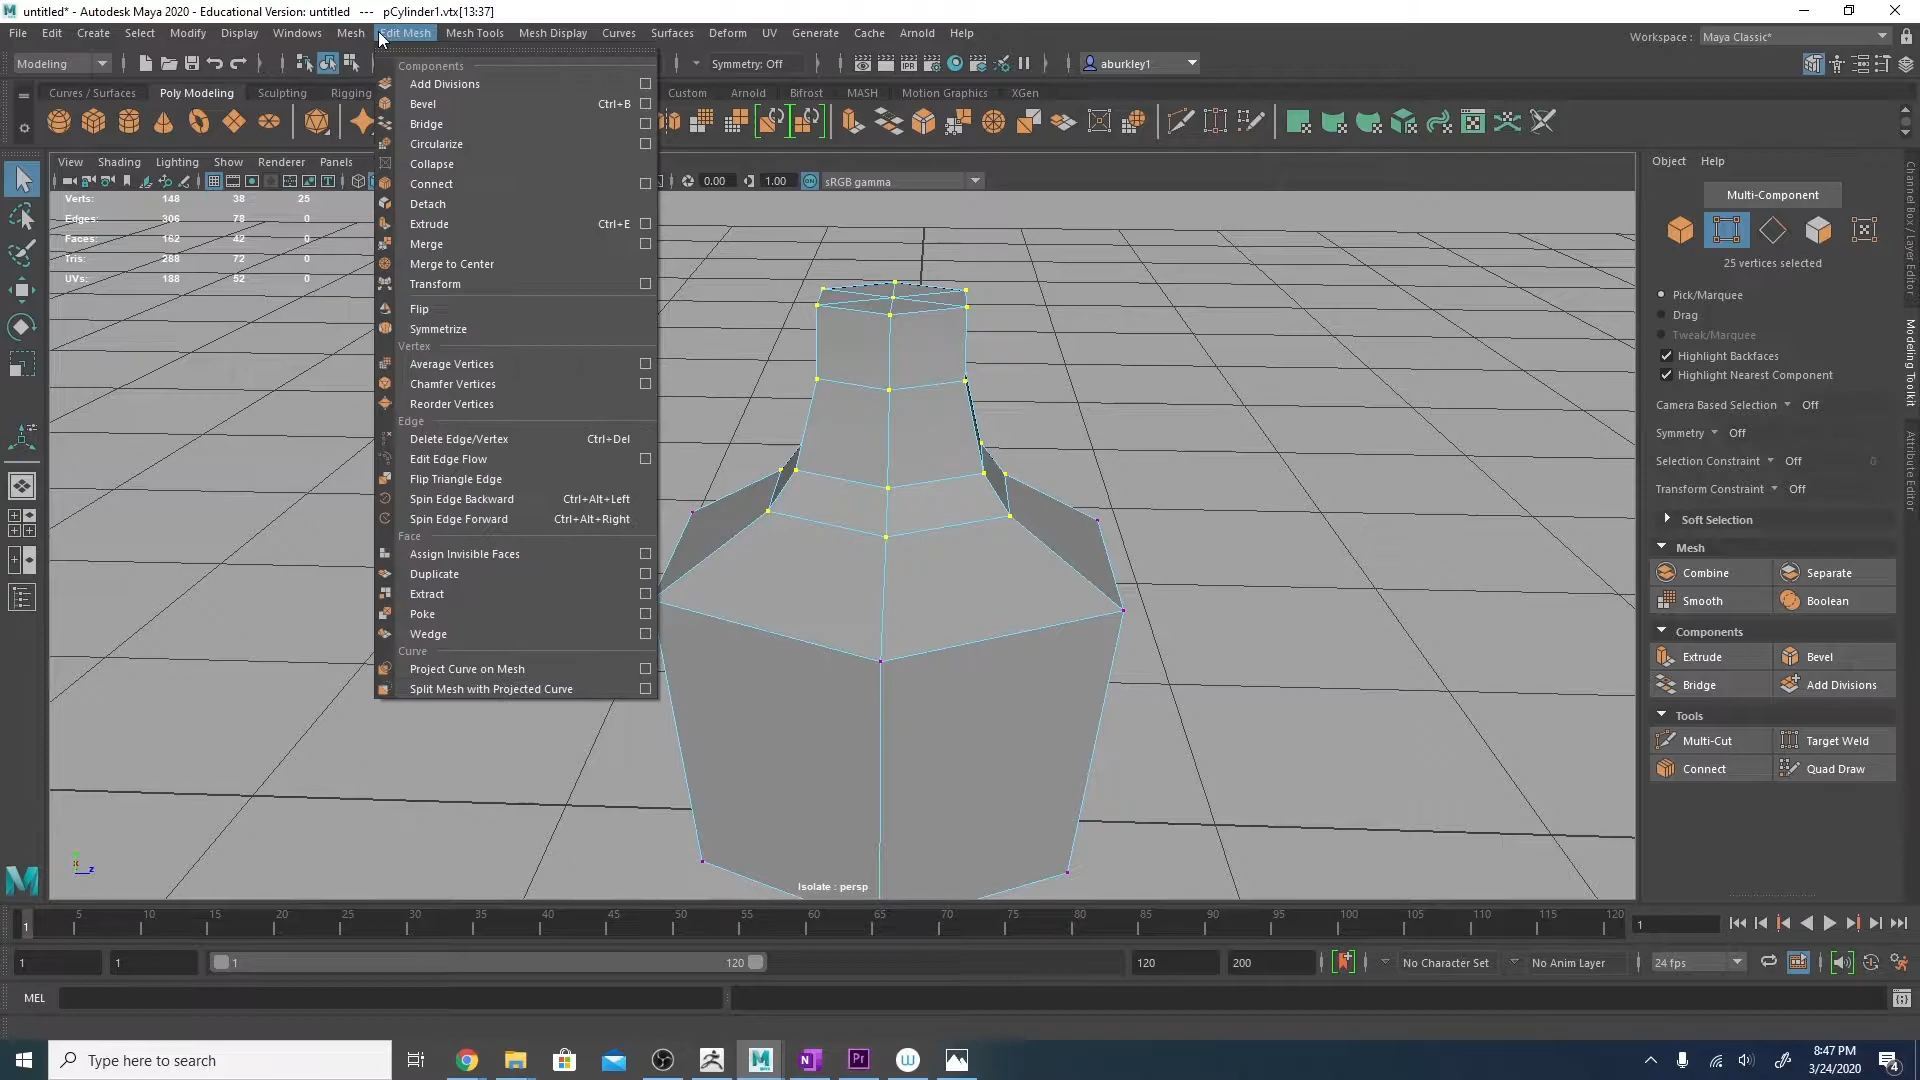 untitled* - Autodesk Maya 2020 - Educational Version: untitled --- pCylinder1.vtx[13:37]
File Edit Create Select Modify Display Windows Mesh Edit Mesh Mesh Tools Mesh Display Curves Surfaces Deform UV Generate Cache Arnold Help
Workspace : Maya Classic*
Modeling
Symmetry: Off
aburkley1
Curves / Surfaces Poly Modeling Sculpting Rigging Custom Arnold Bifrost MASH Motion Graphics XGen
View Shading Lighting Show Renderer Panels
0.00 1.00 ON sRGB gamma
Verts: 148 38 25
Edges: 306 78 0
Faces: 162 42 0
Tris: 288 72 0
UVs: 188 52 0
Components
Add Divisions
Bevel Ctrl+B
Bridge
Circularize
Collapse
Connect
Detach
Extrude Ctrl+E
Merge
Merge to Center
Transform
Flip
Symmetrize
Vertex
Average Vertices
Chamfer Vertices
Reorder Vertices
Edge
Delete Edge/Vertex Ctrl+Del
Edit Edge Flow
Flip Triangle Edge
Spin Edge Backward Ctrl+Alt+Left
Spin Edge Forward Ctrl+Alt+Right
Face
Assign Invisible Faces
Duplicate
Extract
Poke
Wedge
Curve
Project Curve on Mesh
Split Mesh with Projected Curve
z
Isolate : persp
Object Help
Multi-Component
25 vertices selected
Pick/Marquee
Drag
Tweak/Marquee
Highlight Backfaces
Highlight Nearest Component
Camera Based Selection Off
Symmetry Off
Selection Constraint Off 0
Transform Constraint Off
Soft Selection
Mesh
Combine Separate
Smooth Boolean
Components
Extrude Bevel
Bridge Add Divisions
Tools
Multi-Cut Target Weld
Connect Quad Draw
Channel Box / Layer Editor
Modeling Toolkit
Attribute Editor
1 5 10 15 20 25 30 35 40 45 50 55 60 65 70 75 80 85 90 95 100 105 110 115 120 1
1 1 1 120 120 200 No Character Set No Anim Layer 24 fps
MEL
Type here to search
8:47 PM
3/24/2020
4